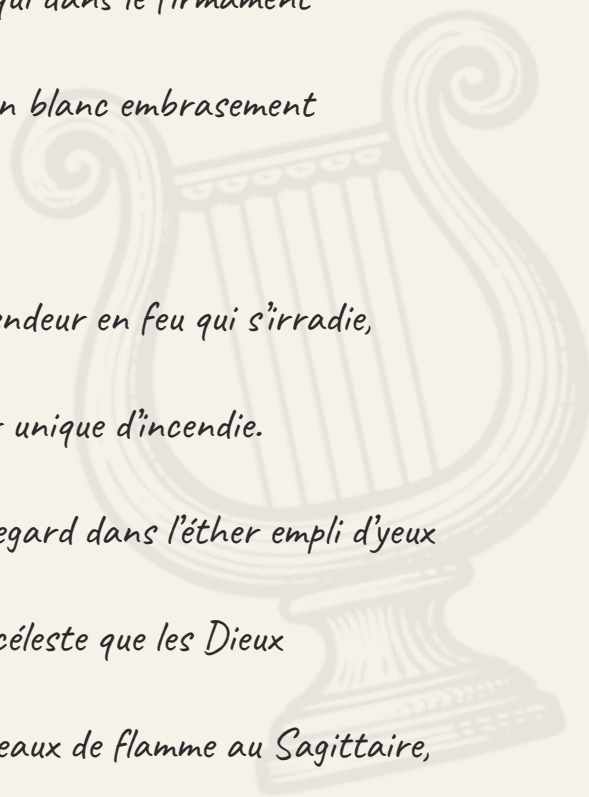 qui dans le firmament
n blanc embrasement
endeur en feu qui s'irradie,
unique d'incendie.
egard dans l'éther empli d'yeux
céleste que les Dieux
eaux de flamme au Sagittaire,